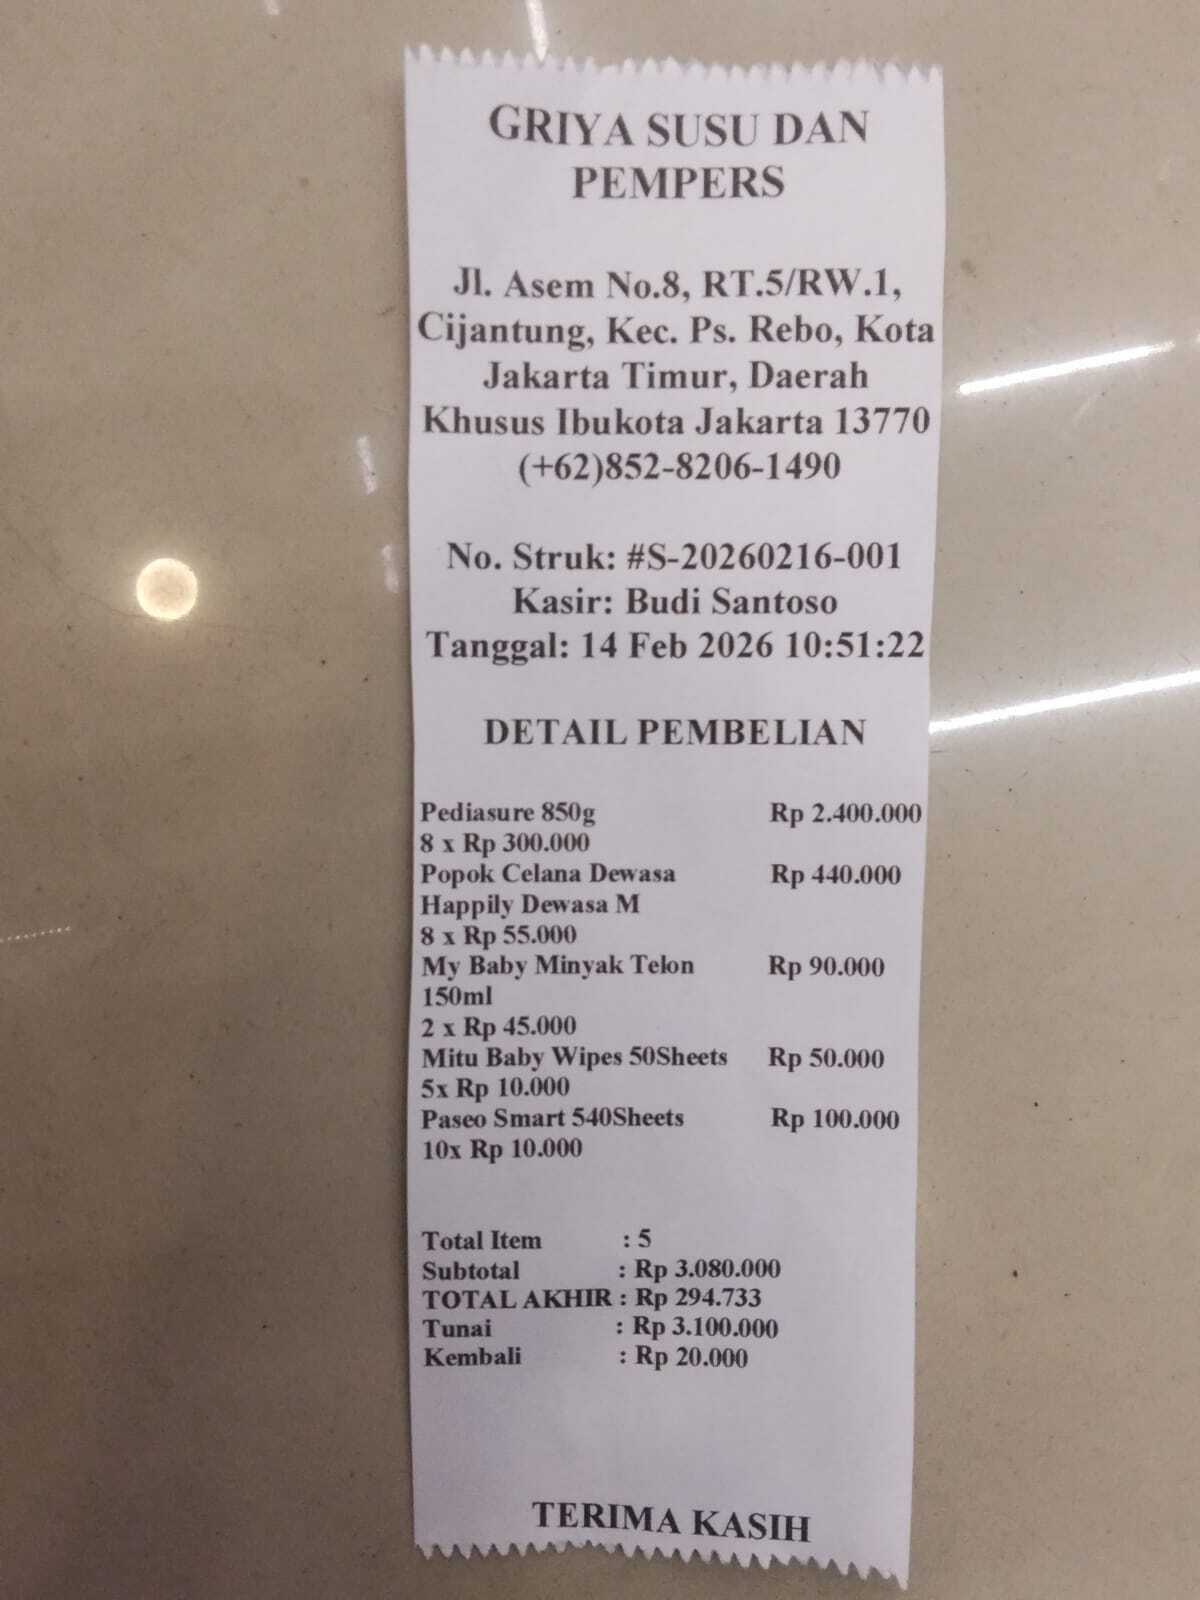 GRIYA SUSU DAN
PEMPERS
Jl. Asem No.8, RT.5/RW.1,
Cijantung, Kec. Ps. Rebo, Kota
Jakarta Timur, Daerah
Khusus Ibukota Jakarta 13770
(+62)852-8206-1490
No. Struk: #S-20260216-001
Kasir: Budi Santoso
Tanggal: 14 Feb 2026 10:51:22
DETAIL PEMBELIAN
Pediasure 850g Rp 2.400.000
8 x Rp 300.000
Popok Celana Dewasa Rp 440.000
Happily Dewasa M
8 x Rp 55.000
My Baby Minyak Telon Rp 90.000
150ml
2 x Rp 45.000
Mitu Baby Wipes 50Sheets Rp 50.000
5x Rp 10.000
Paseo Smart 540Sheets Rp 100.000
10x Rp 10.000
Total Item : 5
Subtotal : Rp 3.080.000
TOTAL AKHIR : Rp 294.733
Tunai : Rp 3.100.000
Kembali : Rp 20.000
TERIMA KASIH